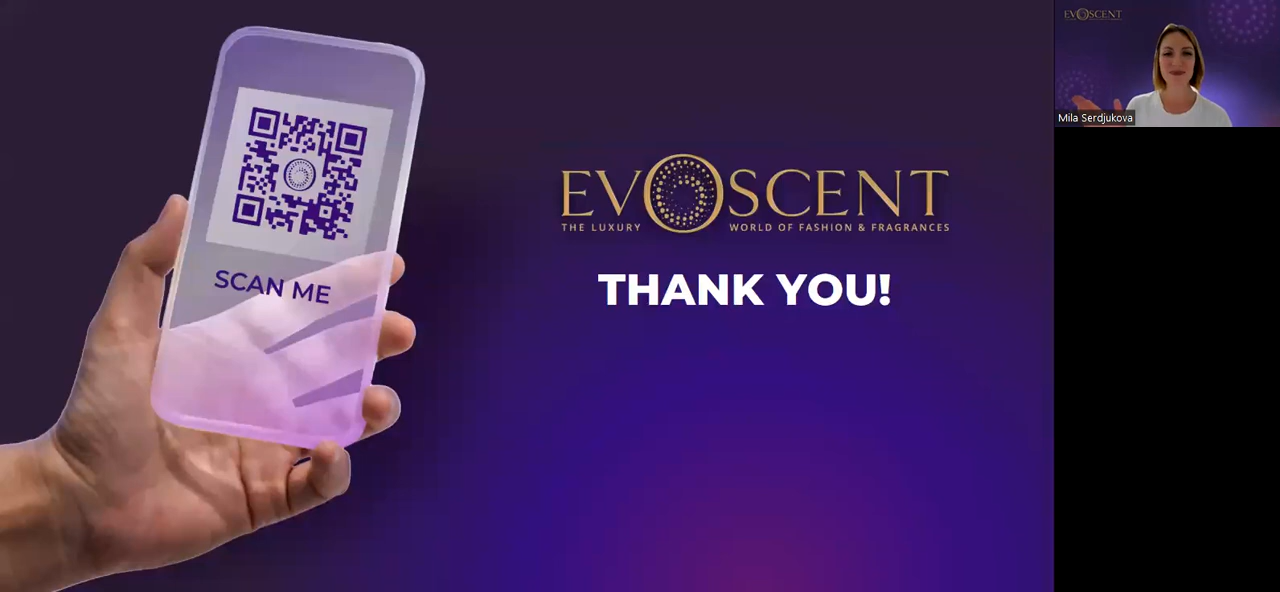 SCAN ME
EVOSCENT
THE LUXURY WORLD OF FASHION & FRAGRANCES
THANK YOU!
EVOSCENT
Mila Serdjukova